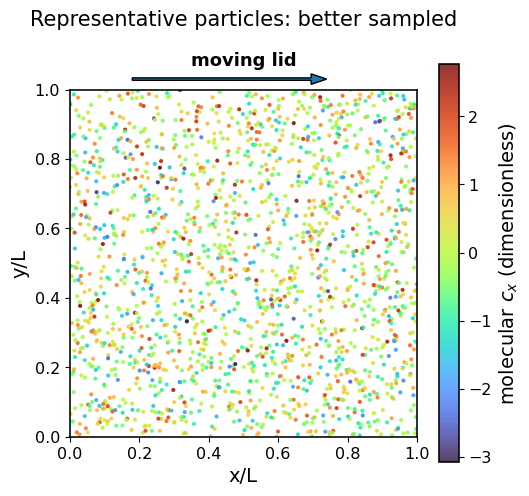 Representative particles: better sampled
moving lid
1.0
0.8
0.6
0.4
0.2
0.0
y/L
0.0 0.2 0.4 0.6 0.8 1.0
x/L
2
1
0
−1
−2
−3
molecular cₓ (dimensionless)